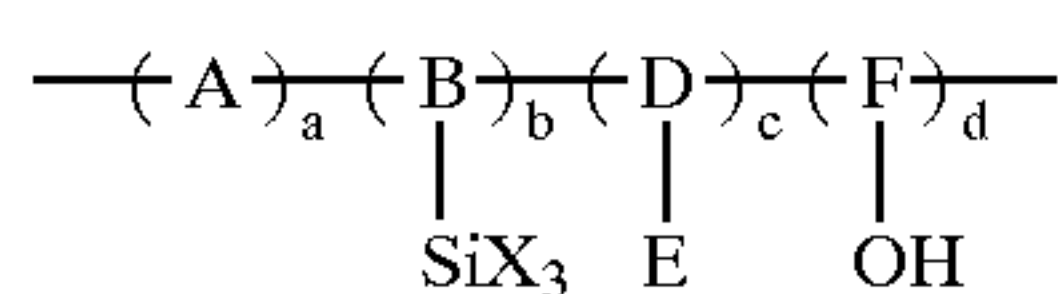 ( A )a ( B )b ( D )c ( F )d
SiX3 E OH